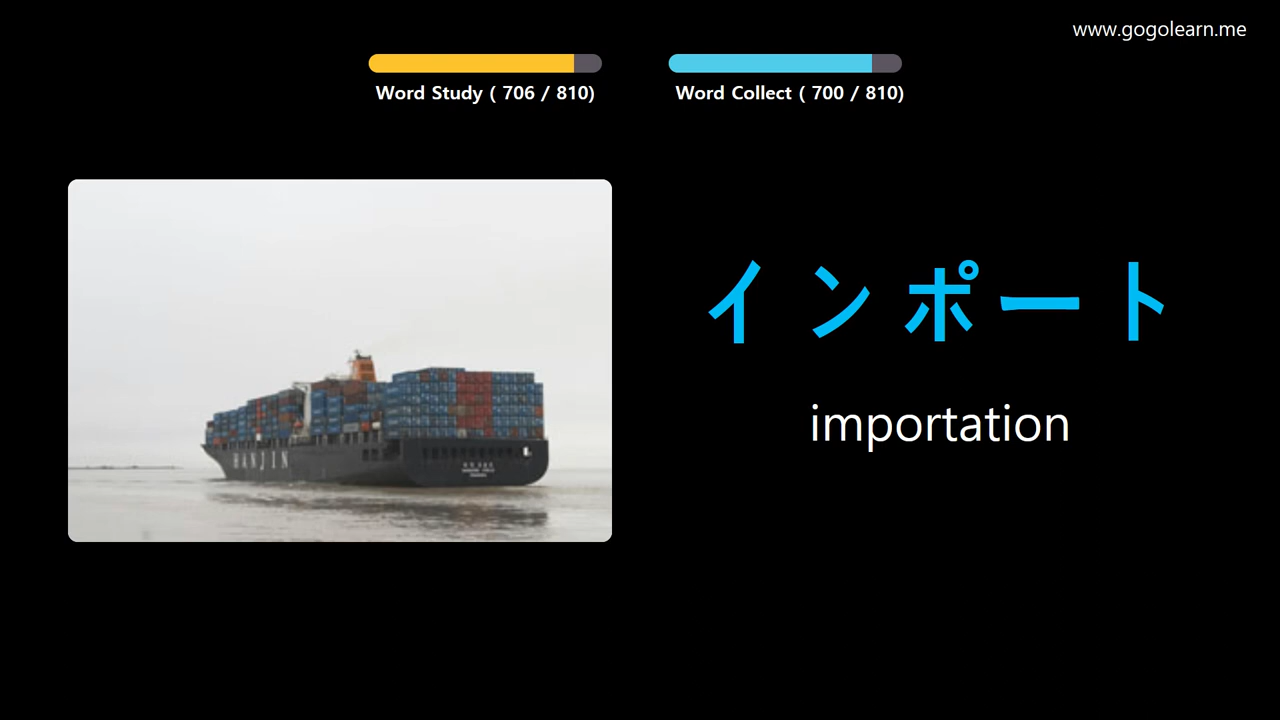 www.gogolearn.me
Word Study ( 706 / 810)
Word Collect ( 700 / 810)
インポート
importation
HANJIN